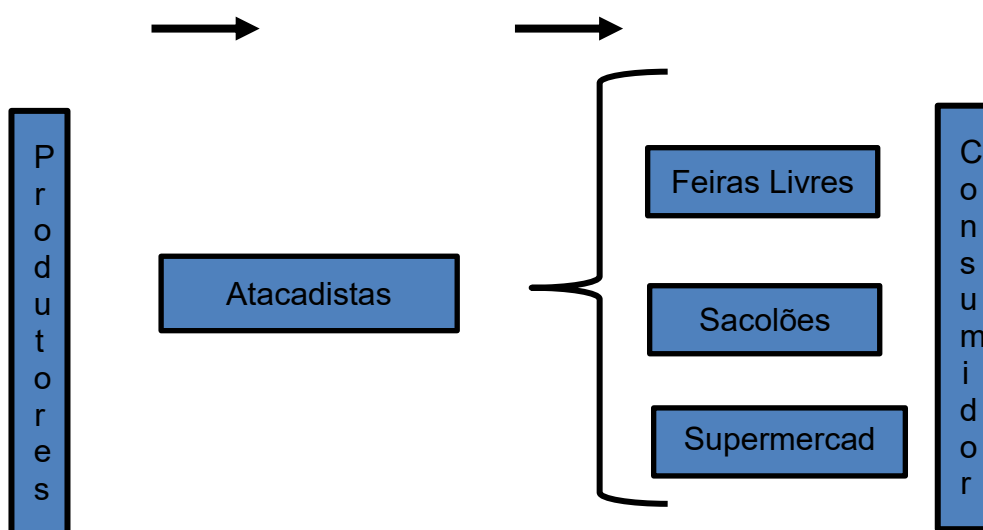 Produtores
Atacadistas
Feiras Livres
Sacolões
Supermercad
Consumidor